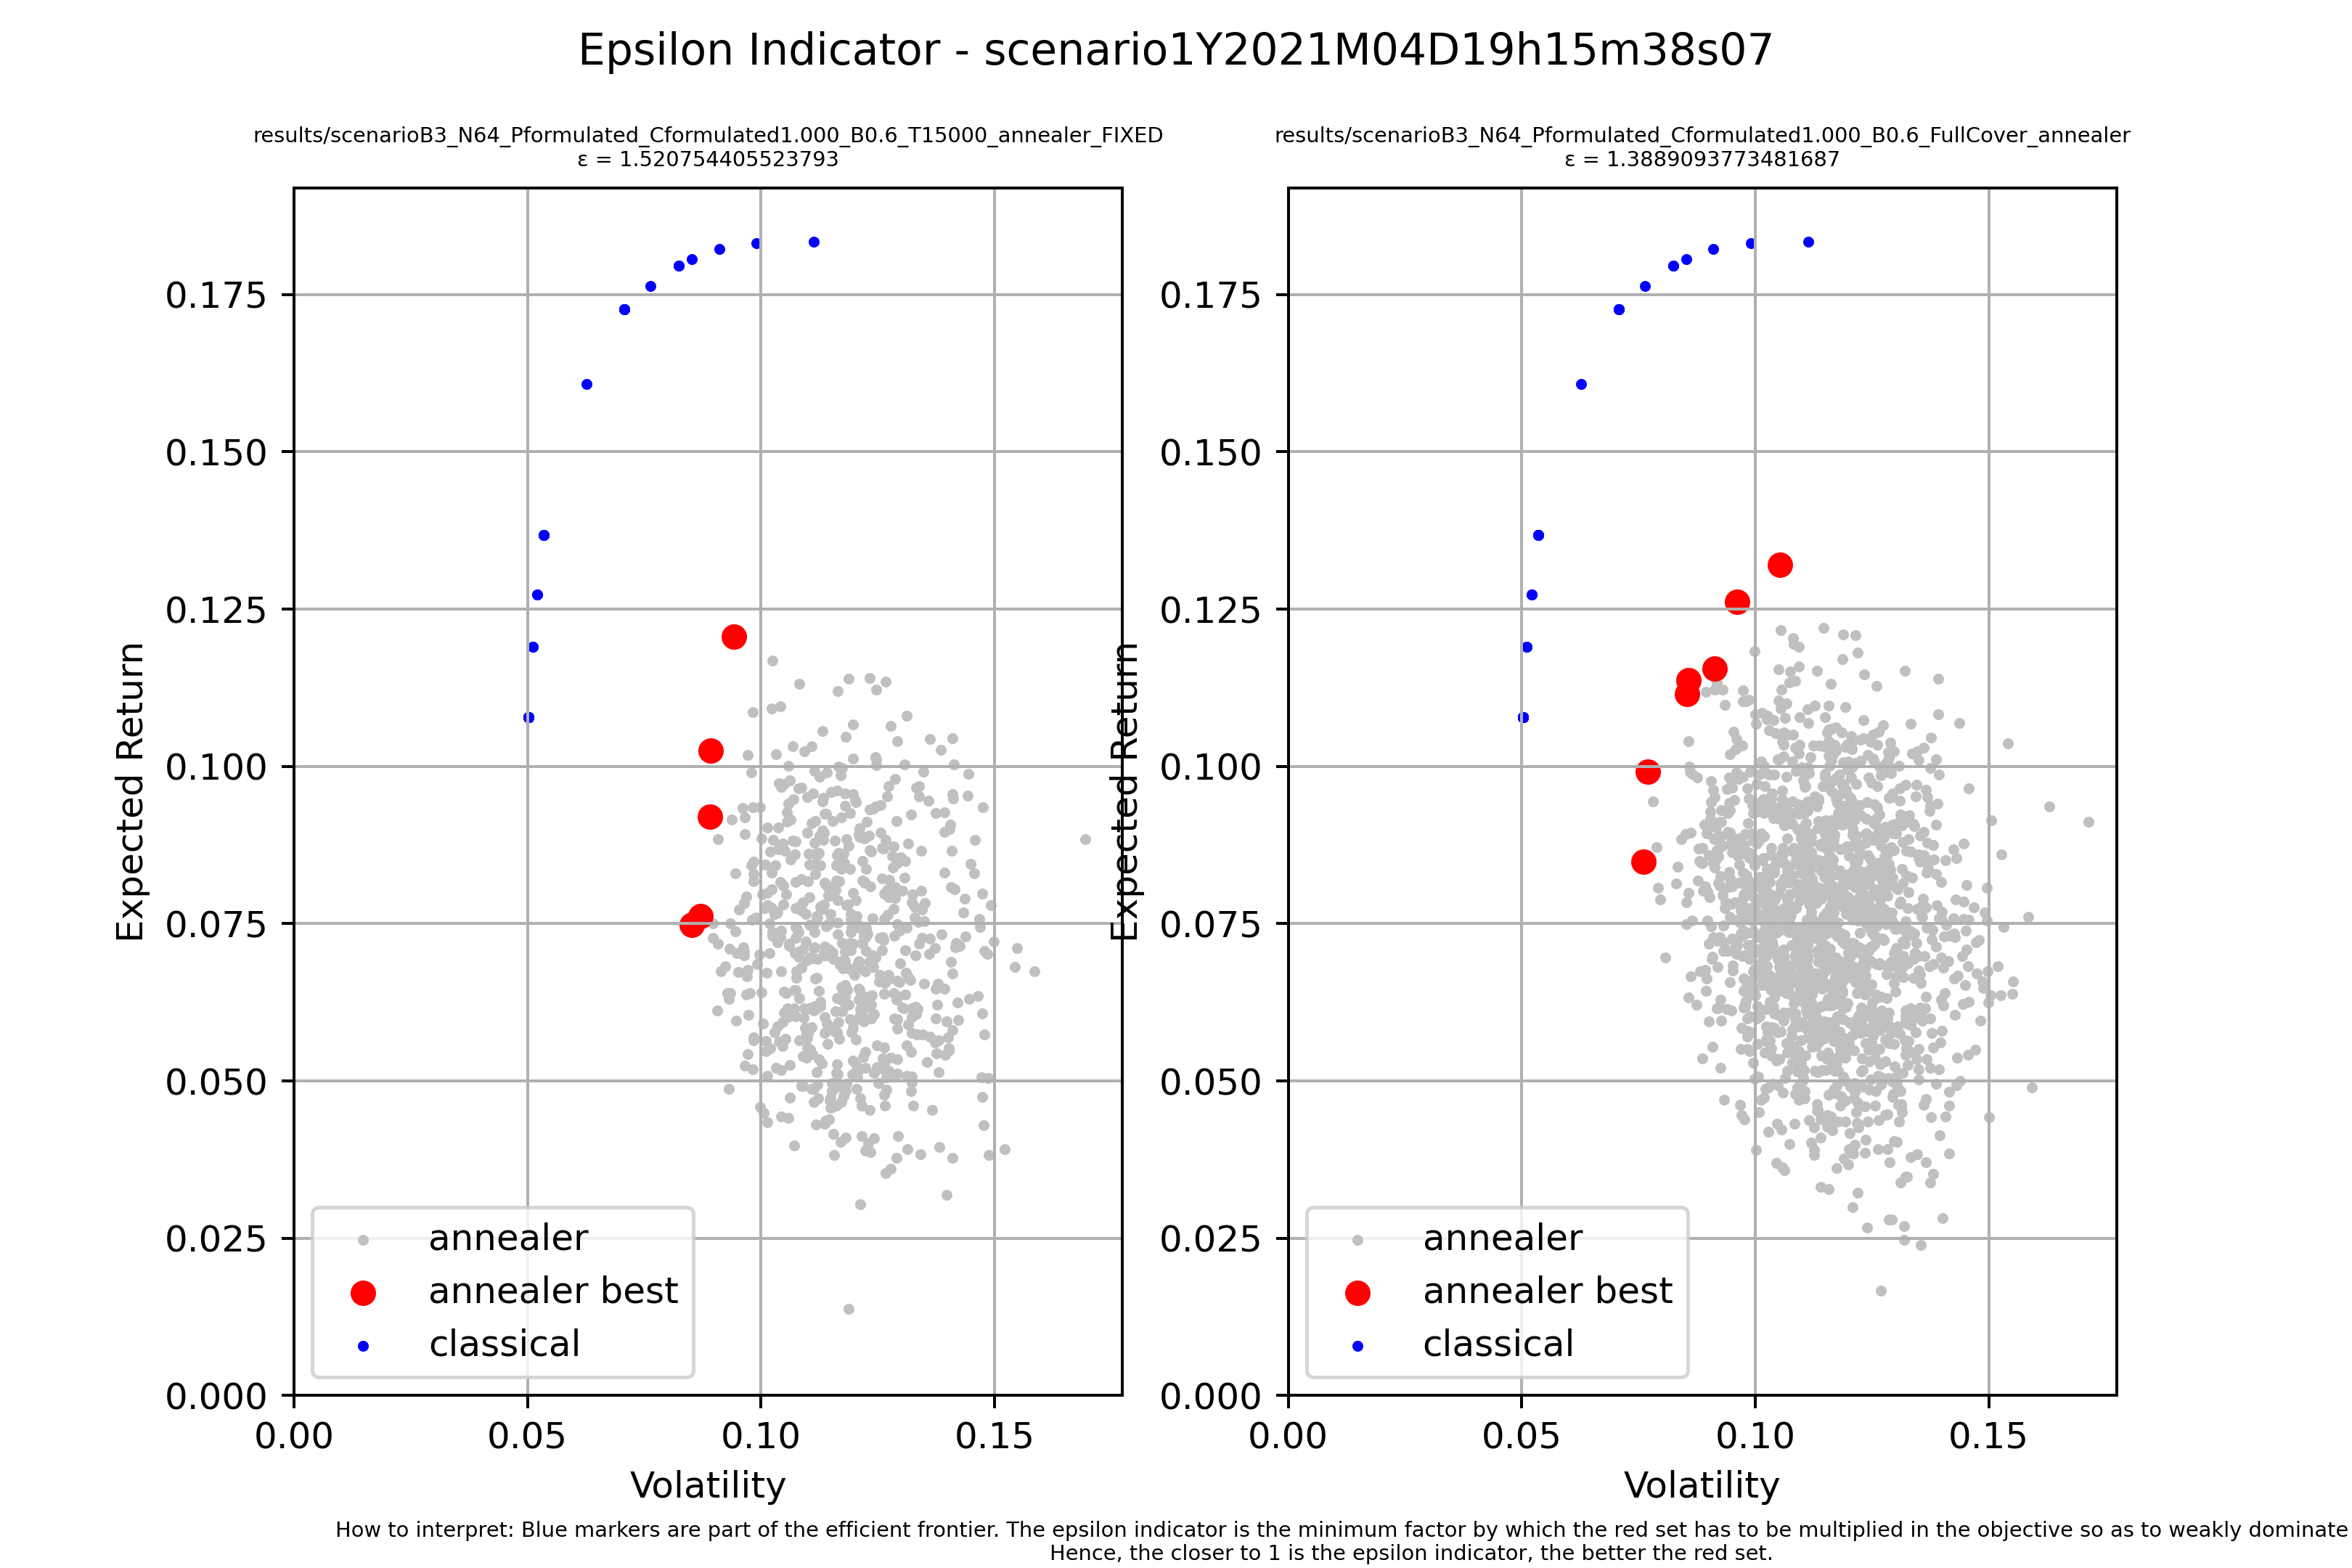 Epsilon Indicator - scenario1Y2021M04D19h15m38s07
results/scenarioB3_N64_Pformulated_Cformulated1.000_B0.6_T15000_annealer_FIXED
ε = 1.520754405523793
results/scenarioB3_N64_Pformulated_Cformulated1.000_B0.6_FullCover_annealer
ε = 1.3889093773481687
Expected Return
0.175
0.150
0.125
0.100
0.075
0.050
0.025
0.000
annealer
annealer best
classical
0.00 0.05 0.10 0.15
Volatility
Expected Return
0.175
0.150
0.125
0.100
0.075
0.050
0.025
0.000
annealer
annealer best
classical
0.00 0.05 0.10 0.15
Volatility
How to interpret: Blue markers are part of the efficient frontier. The epsilon indicator is the minimum factor by which the red set has to be multiplied in the objective so as to weakly dominate
Hence, the closer to 1 is the epsilon indicator, the better the red set.